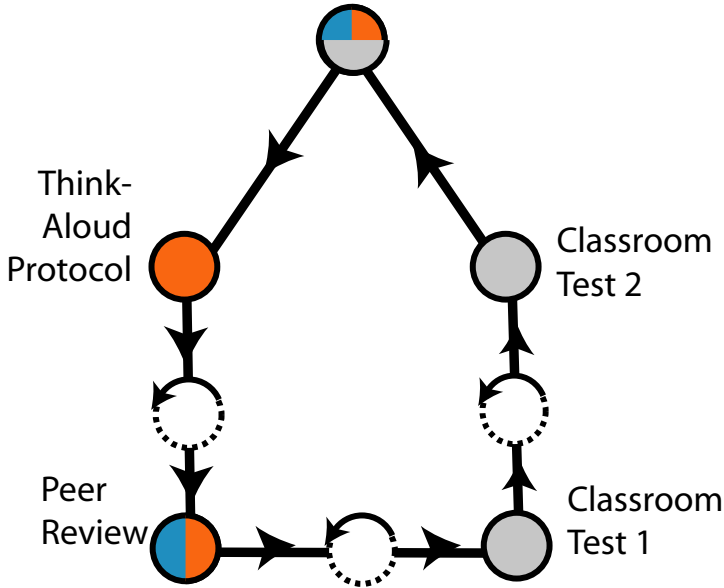 Think-
Aloud
Protocol
Classroom
Test 2
Peer
Review
Classroom
Test 1